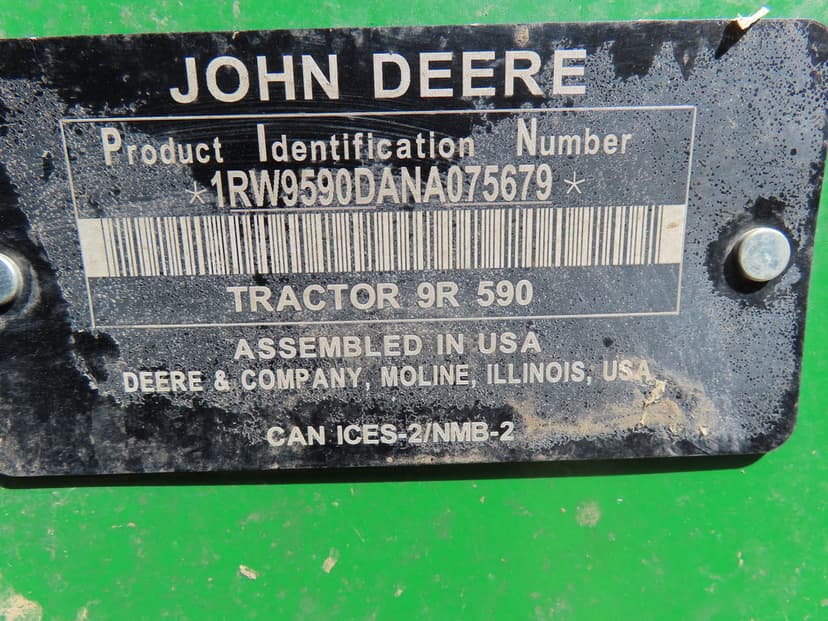 JOHN DEERE
Product Identification Number
*1RW9590DANA075679*
TRACTOR 9R 590
ASSEMBLED IN USA
DEERE & COMPANY, MOLINE, ILLINOIS, USA
CAN ICES-2/NMB-2